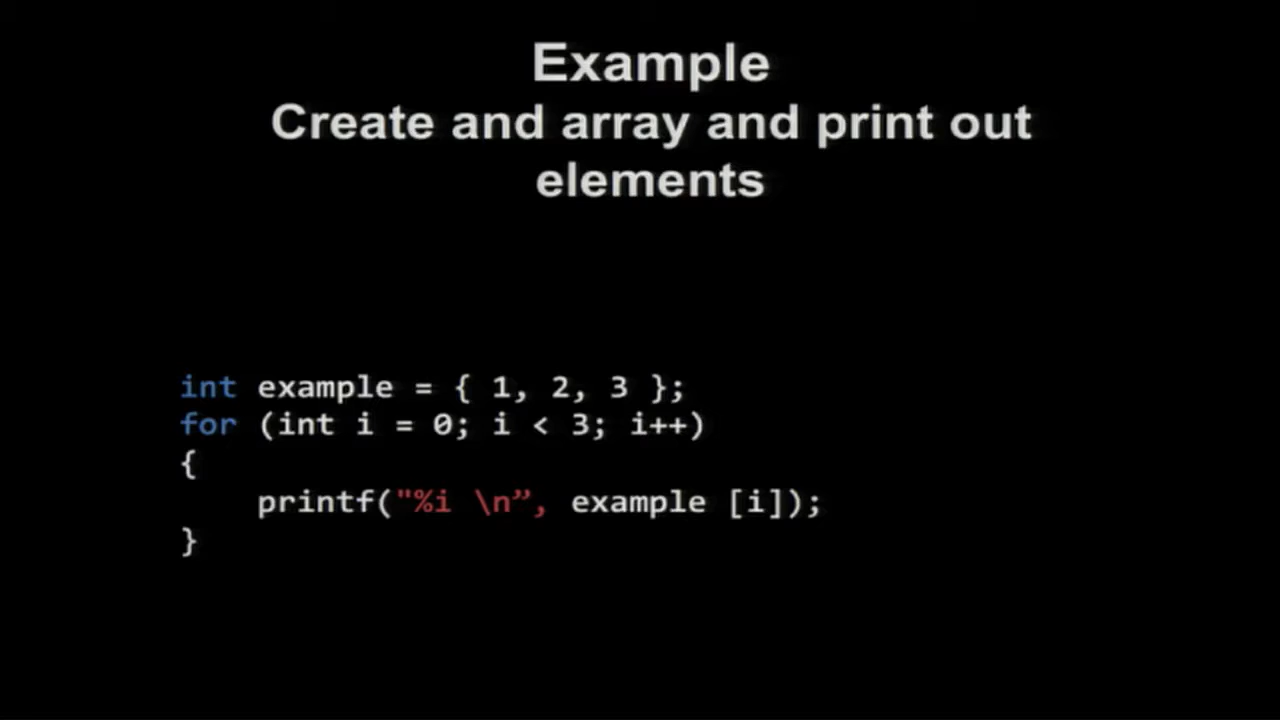 Example
Create and array and print out
elements
int example = { 1, 2, 3 };
for (int i = 0; i < 3; i++)
{
    printf("%i \n”, example [i]);
}